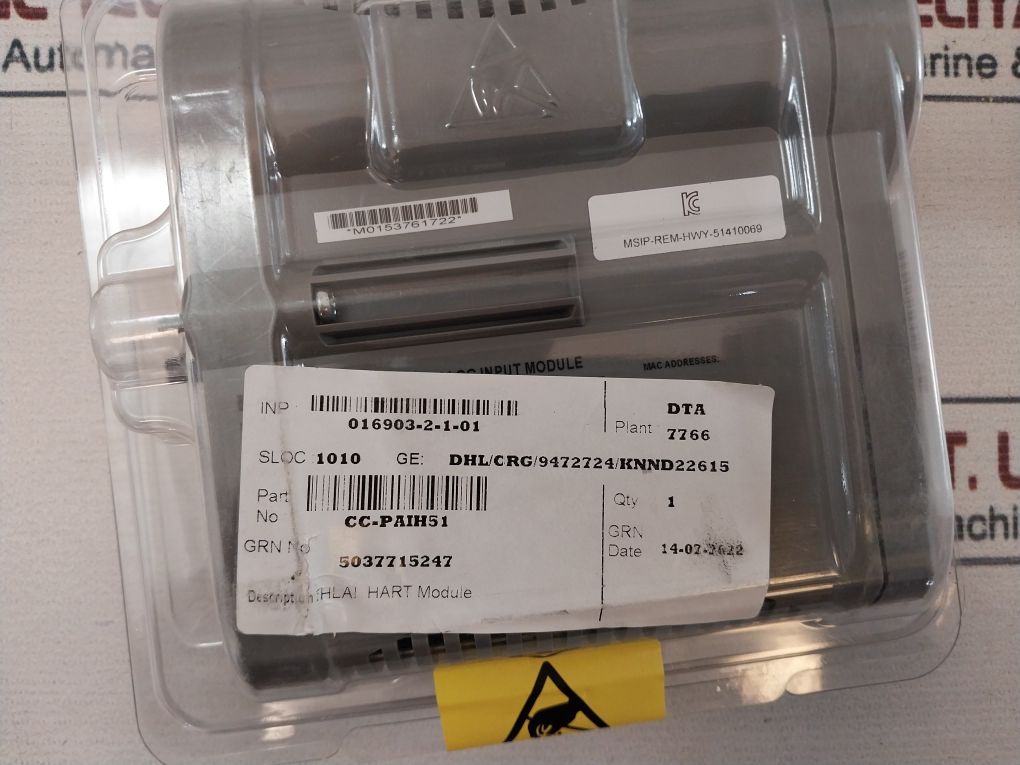 Automa
rine &
*M0153761722*
MSIP-REM-HWY-51410069
INPUT MODULE
MAC ADDRESSES:
INP
016903-2-1-01
DTA
Plant 7766
SLOC 1010 GE: DHL/CRG/9472724/KNND22615
Part
No
CC-PAIH51
Qty 1
GRN No
5037715247
GRN
Date 14-07-2022
Description: HLAI HART Module
T. U
achi